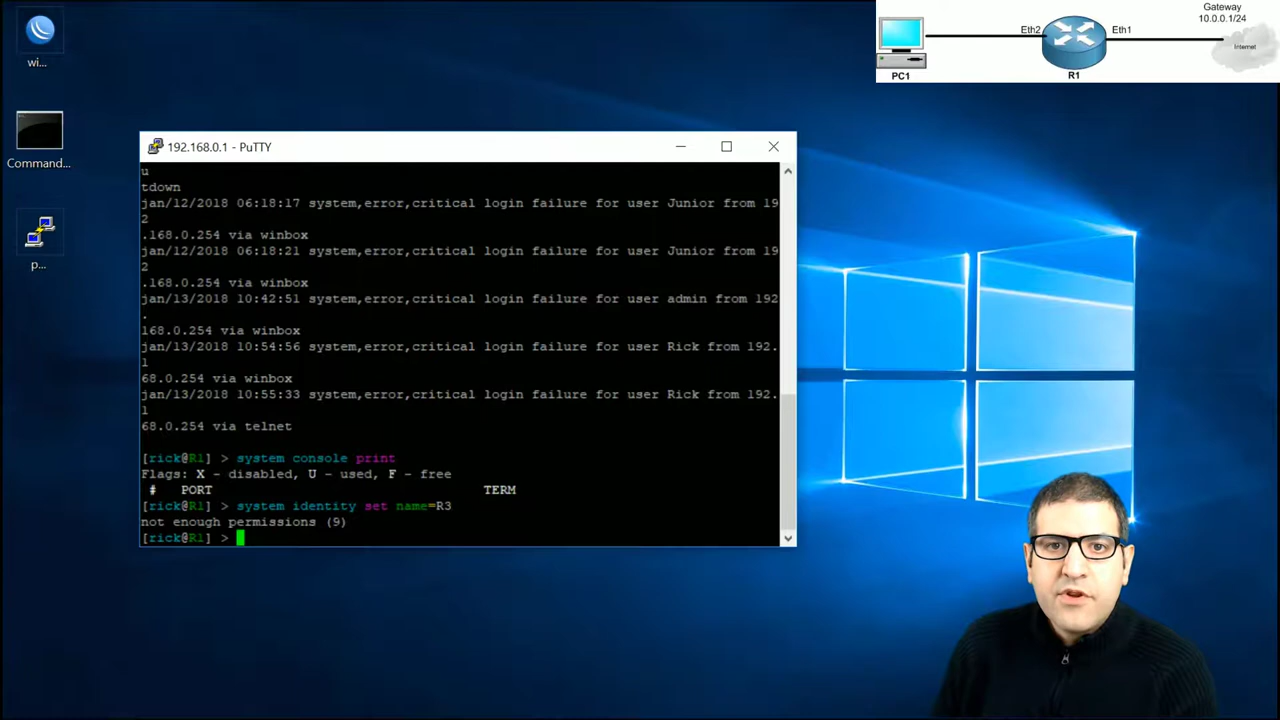 wi...
Command...
p...
192.168.0.1 - PuTTY
u
tdown
jan/12/2018 06:18:17 system,error,critical login failure for user Junior from 19
2
.168.0.254 via winbox
jan/12/2018 06:18:21 system,error,critical login failure for user Junior from 19
2
.168.0.254 via winbox
jan/13/2018 10:42:51 system,error,critical login failure for user admin from 192
.
168.0.254 via winbox
jan/13/2018 10:54:56 system,error,critical login failure for user Rick from 192.
1
68.0.254 via winbox
jan/13/2018 10:55:33 system,error,critical login failure for user Rick from 192.
1
68.0.254 via telnet
[rick@R1] > system console print
Flags: X - disabled, U - used, F - free
# PORT TERM
[rick@R1] > system identity set name=R3
not enough permissions (9)
[rick@R1] >
Gateway
10.0.0.1/24
Eth2
Eth1
Internet
PC1
R1